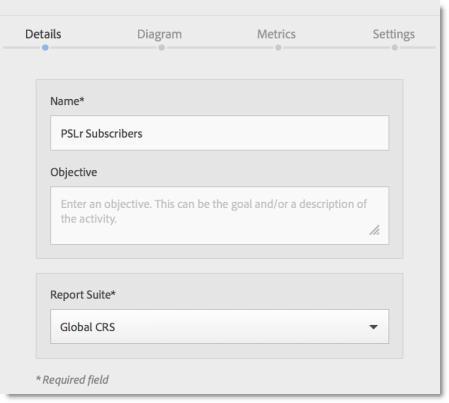 Details Diagram Metrics Settings
Name*
PSLr Subscribers
Objective
Enter an objective. This can be the goal and/or a description of
the activity.
Report Suite*
Global CRS
* Required field